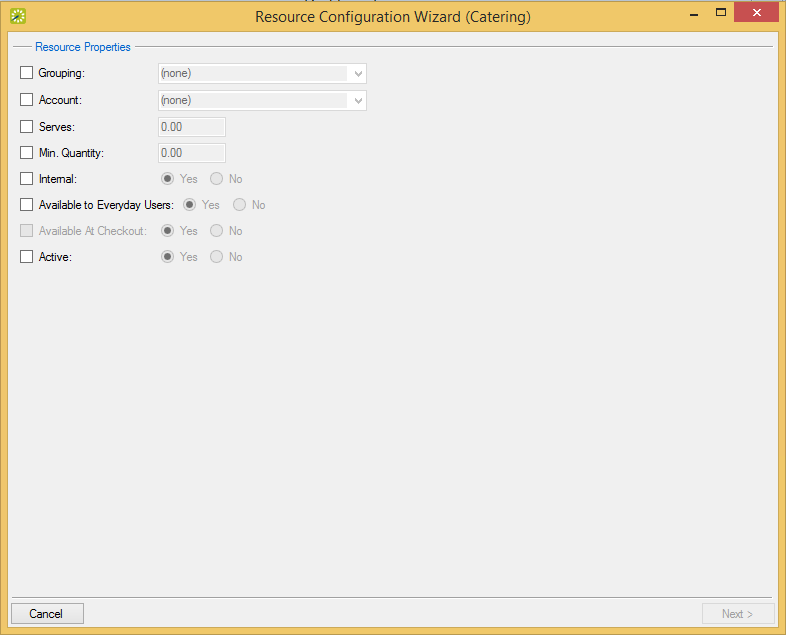 Resource Configuration Wizard (Catering)
Resource Properties
Grouping: (none)
Account: (none)
Serves: 0.00
Min. Quantity: 0.00
Internal: Yes No
Available to Everyday Users: Yes No
Available At Checkout: Yes No
Active: Yes No
Cancel Next >